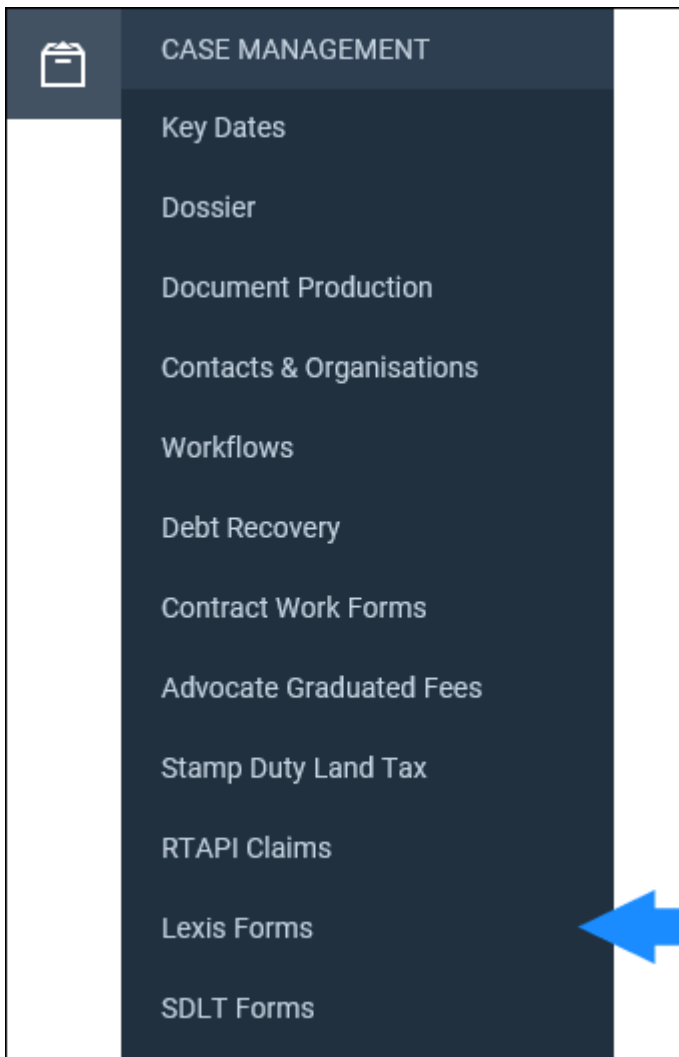 CASE MANAGEMENT
Key Dates
Dossier
Document Production
Contacts & Organisations
Workflows
Debt Recovery
Contract Work Forms
Advocate Graduated Fees
Stamp Duty Land Tax
RTAPI Claims
Lexis Forms
SDLT Forms